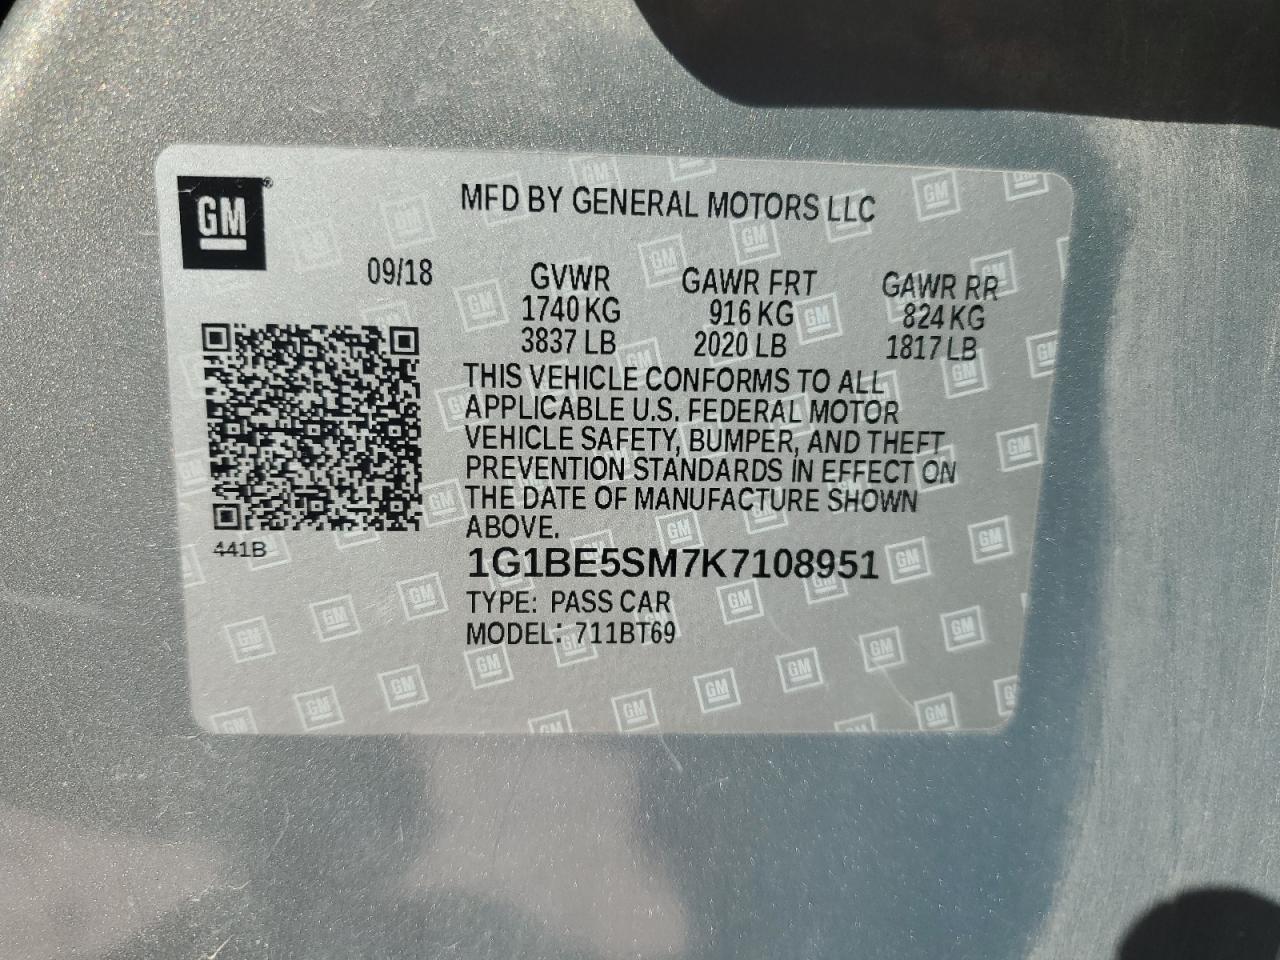 GM®
MFD BY GENERAL MOTORS LLC
09/18
GVWR GAWR FRT GAWR RR
1740 KG 916 KG 824 KG
3837 LB 2020 LB 1817 LB
THIS VEHICLE CONFORMS TO ALL
APPLICABLE U.S. FEDERAL MOTOR
VEHICLE SAFETY, BUMPER, AND THEFT
PREVENTION STANDARDS IN EFFECT ON
THE DATE OF MANUFACTURE SHOWN
ABOVE.
441B
1G1BE5SM7K7108951
TYPE: PASS CAR
MODEL: 711BT69